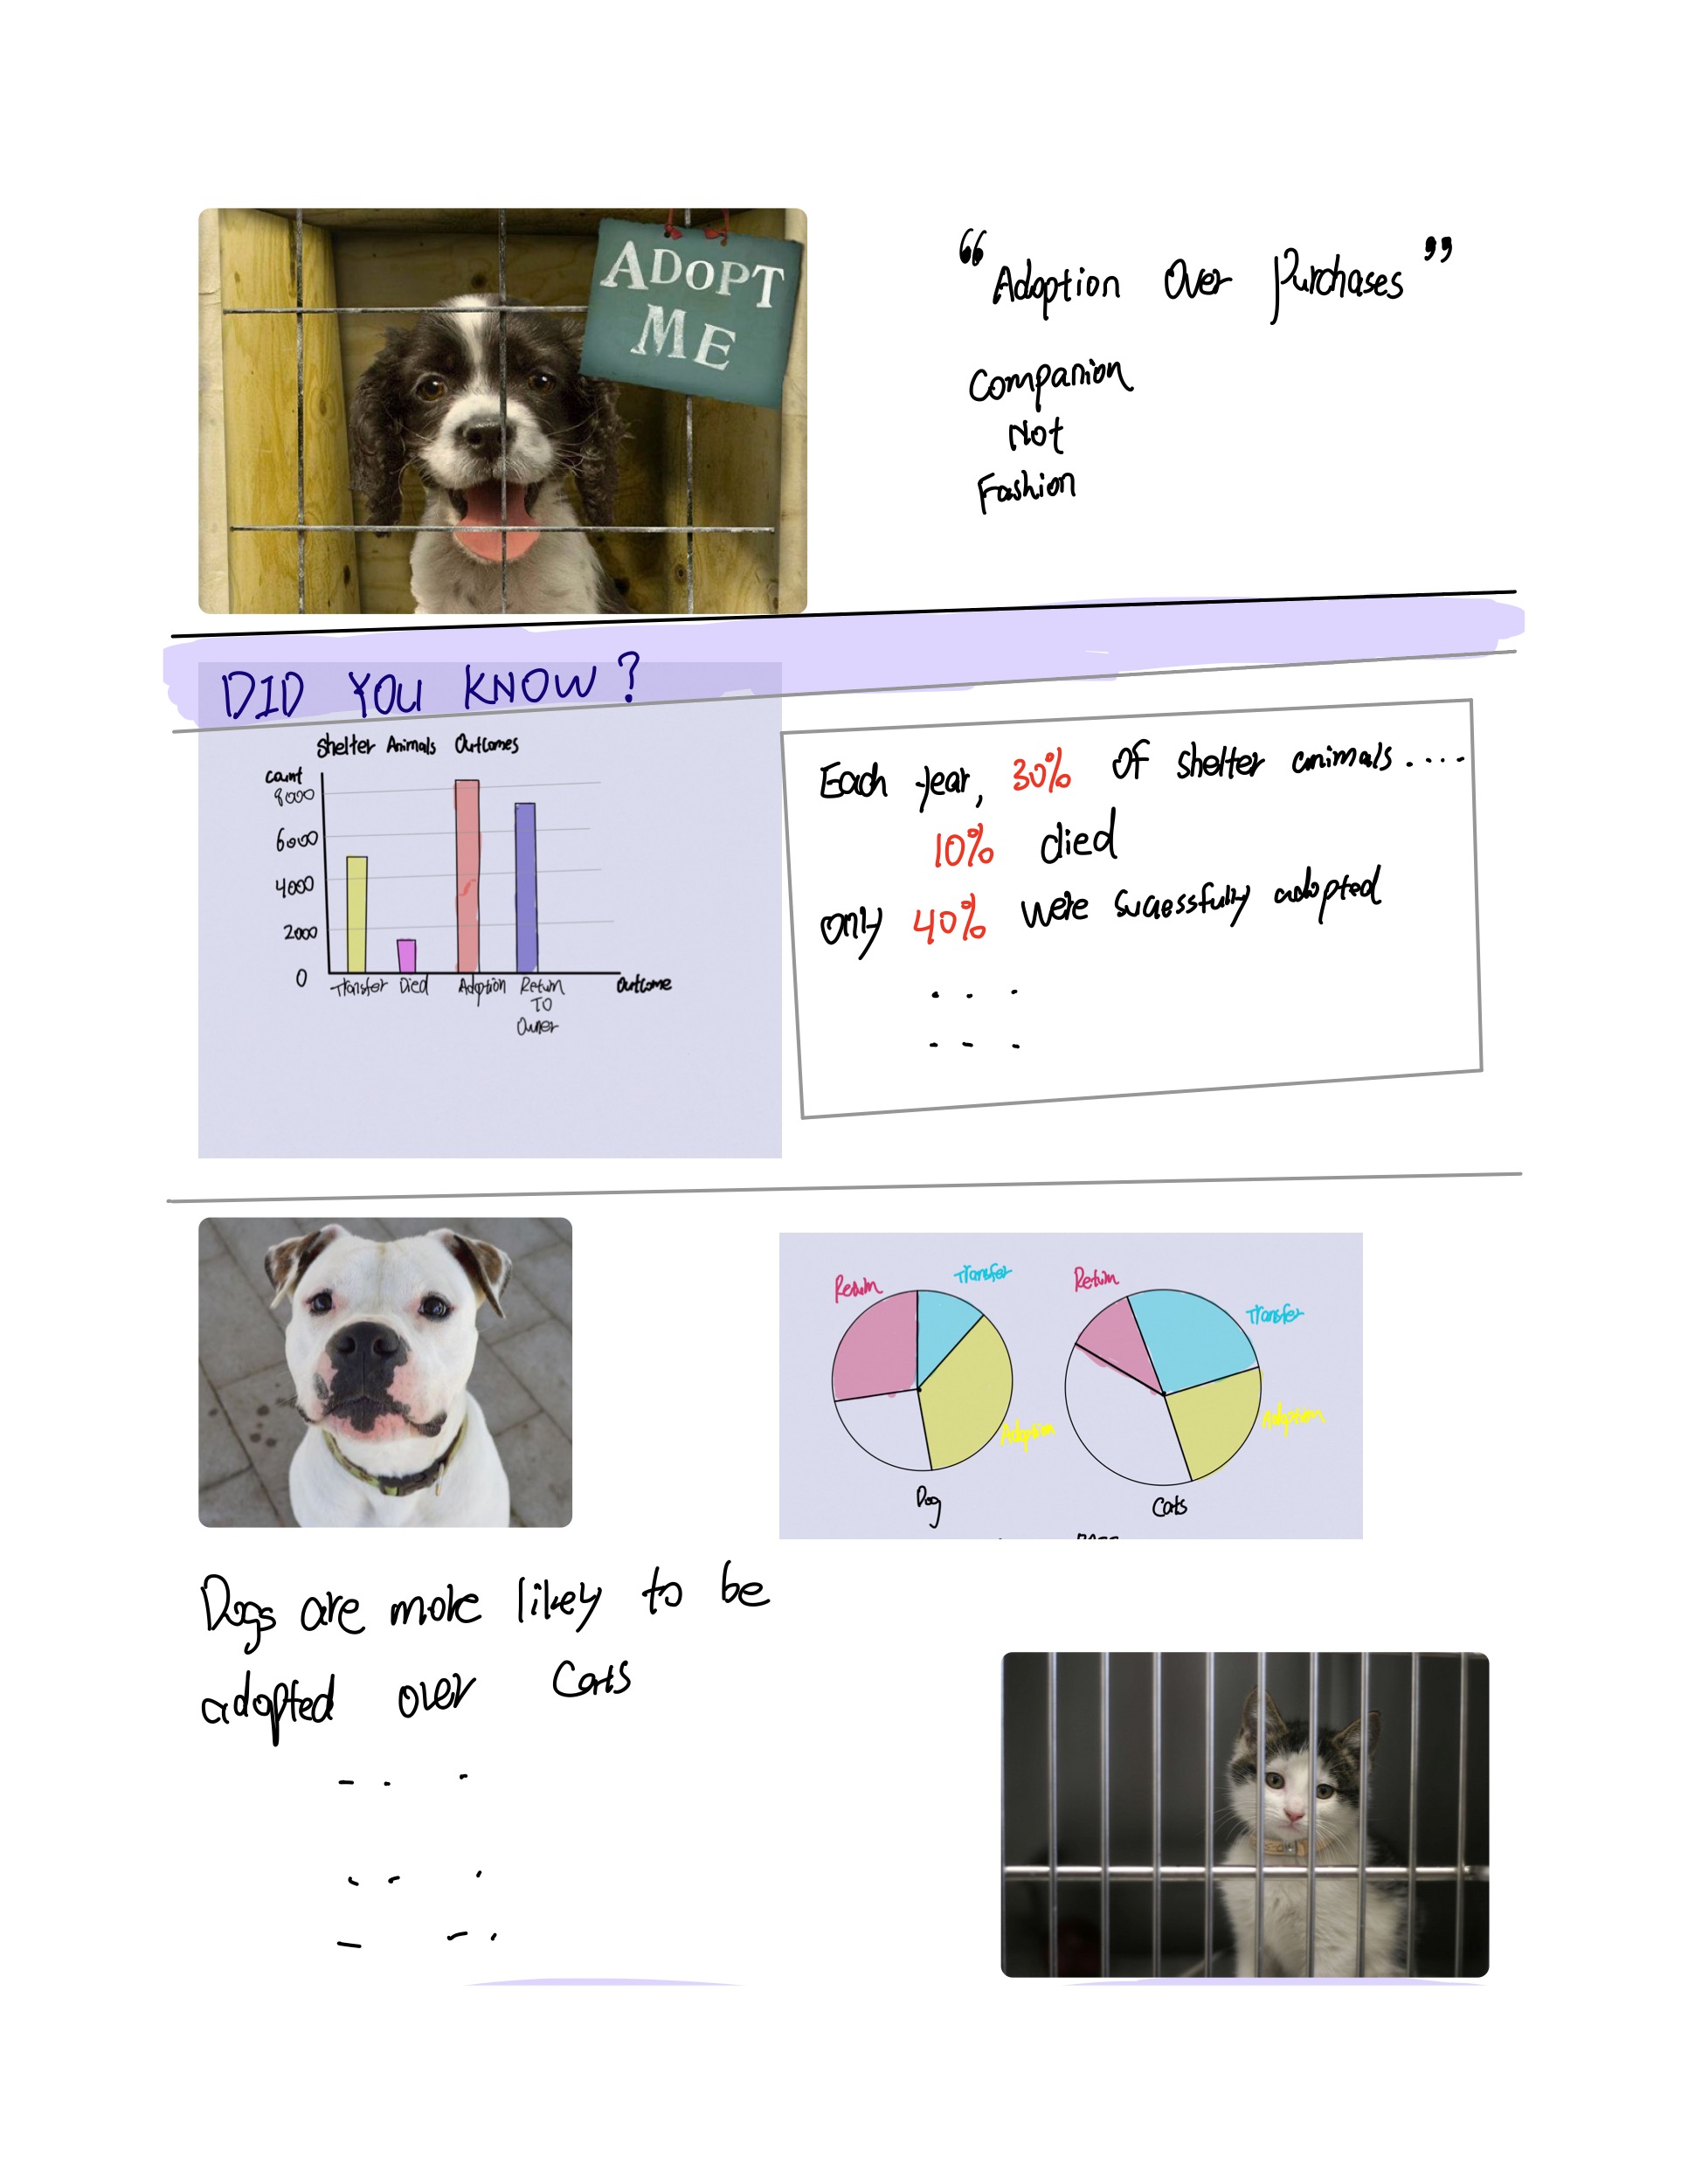 ADOPT
ME
“Adoption Over Purchases”
Companion
Not
Fashion
DID YOU KNOW?
Shelter Animals Outcomes
count
8000
6000
4000
2000
0
Transfer Died Adoption Return
TO
Owner
Outcome
Each year, 30% of shelter animals....
10% died
only 40% were sucessfully adopted
Return Transfer
Adoption
Dog
Return
Transfer
Adoption
Cats
Dogs are more likey to be
adopted over Cats